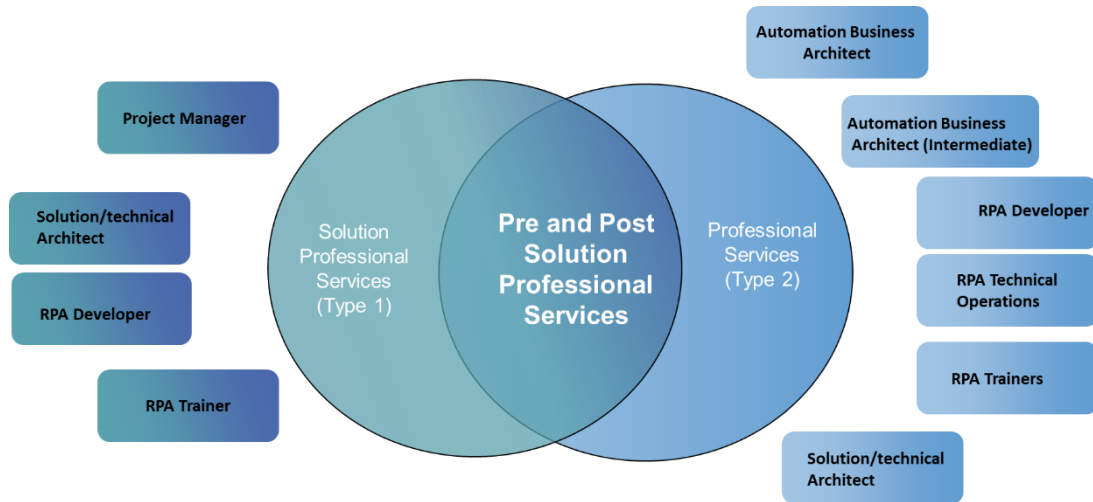 Project Manager
Solution/technical
Architect
RPA Developer
RPA Trainer
Solution
Professional
Services
(Type 1)
Pre and Post
Solution
Professional
Services
Professional
Services
(Type 2)
Automation Business
Architect
Automation Business
Architect (Intermediate)
RPA Developer
RPA Technical
Operations
RPA Trainers
Solution/technical
Architect